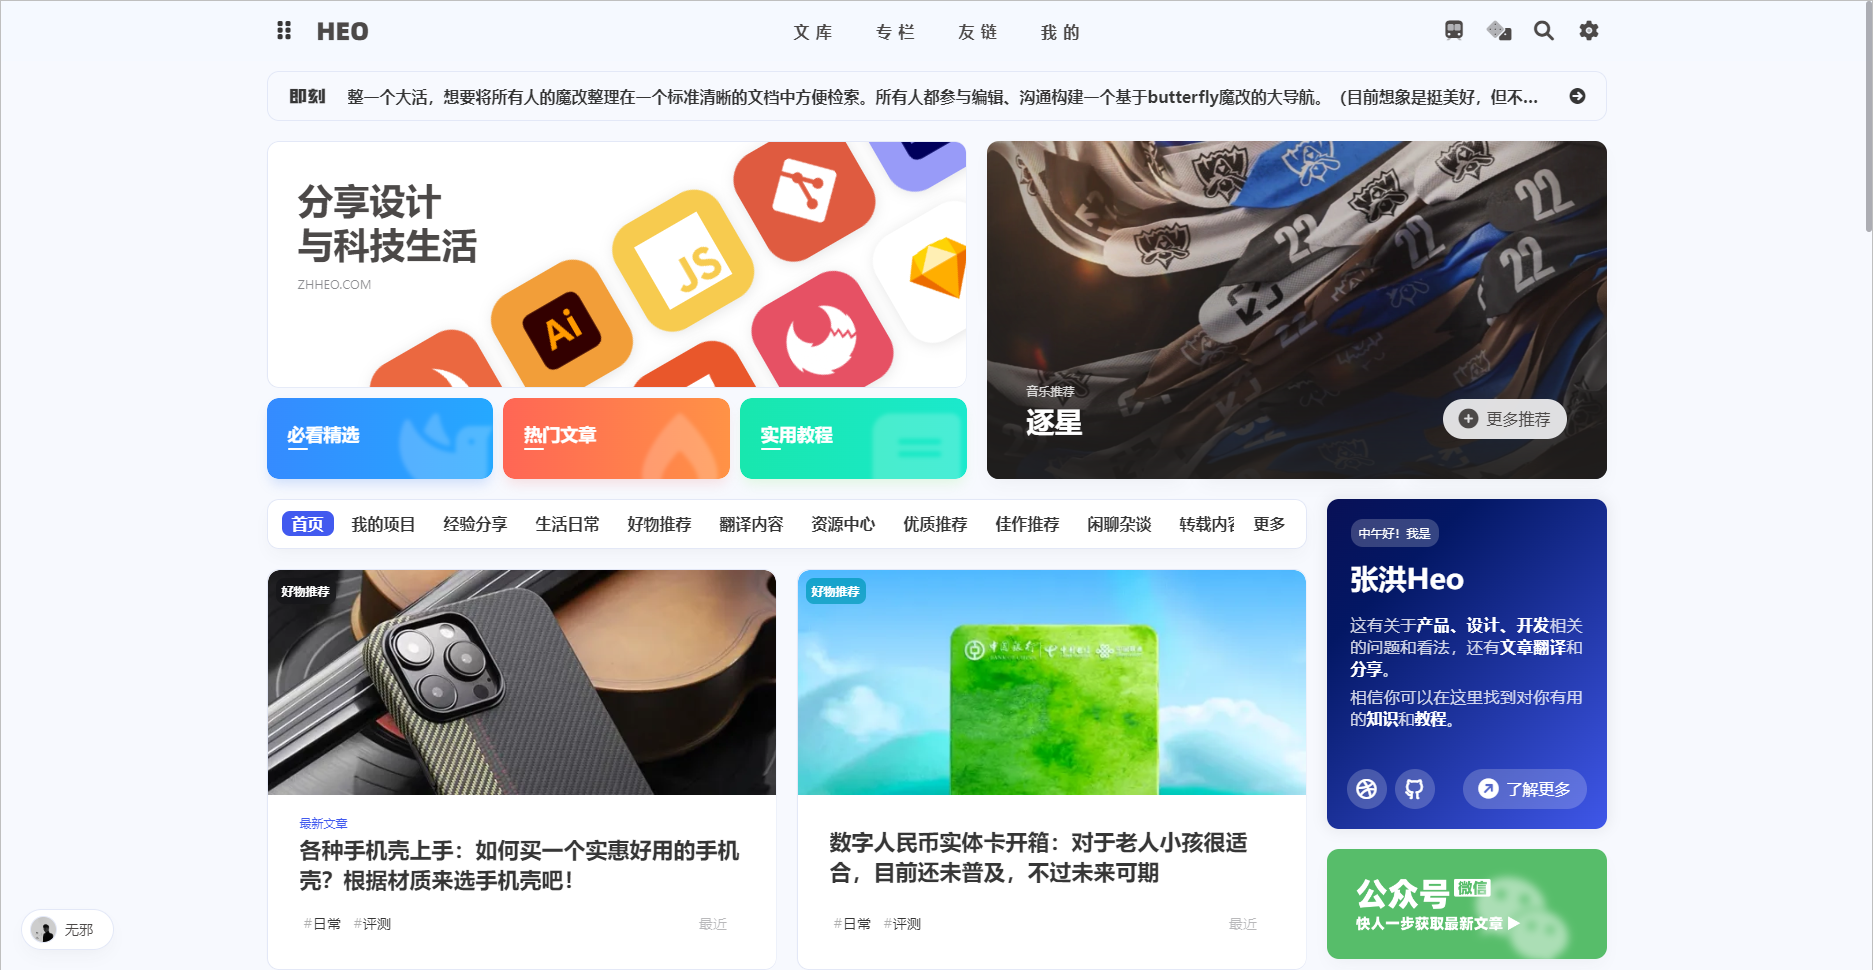 HEO
文库
专栏
友链
我的
即刻
整一个大活，想要将所有人的魔改整理在一个标准清晰的文档中方便检索。所有人都参与编辑、沟通构建一个基于butterfly魔改的大导航。（目前想象是挺美好，但不...
分享设计
与科技生活
ZHHEO.COM
JS
Ai
22
22
22
22
22
音乐推荐
逐星
更多推荐
必看精选
热门文章
实用教程
首页
我的项目
经验分享
生活日常
好物推荐
翻译内容
资源中心
优质推荐
佳作推荐
闲聊杂谈
转载内容
更多
好物推荐
最新文章
各种手机壳上手：如何买一个实惠好用的手机
壳？根据材质来选手机壳吧！
#日常 #评测
最近
好物推荐
中国银行
数字人民币实体卡开箱：对于老人小孩很适
合，目前还未普及，不过未来可期
#日常 #评测
最近
中午好！我是
张洪Heo
这有关于产品、设计、开发相关
的问题和看法，还有文章翻译和
分享。
相信你可以在这里找到对你有用
的知识和教程。
了解更多
公众号 微信
快人一步获取最新文章
无邪